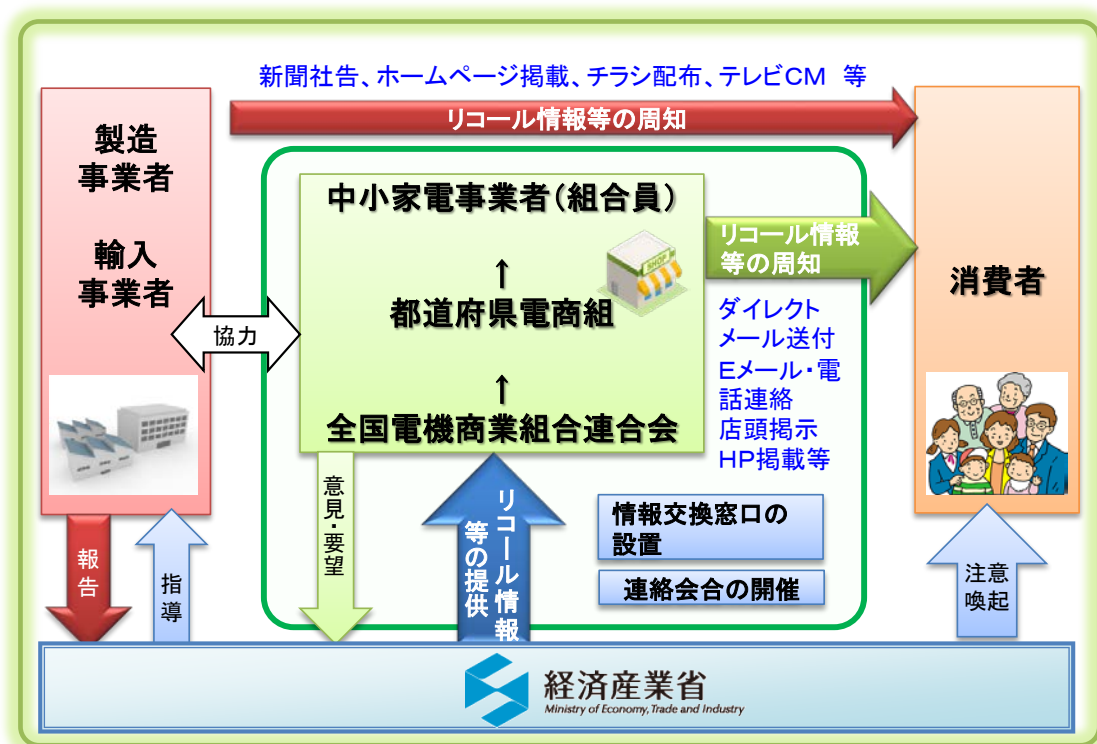 新聞社告、ホームページ掲載、チラシ配布、テレビCM 等
リコール情報等の周知
製造
事業者
輸入
事業者
中小家電事業者(組合員)
SHOP
↑
都道府県電商組
↑
全国電機商業組合連合会
協力
リコール情報
等の周知
ダイレクト
メール送付
Eメール・電
話連絡
店頭掲示
HP掲載等
消費者
報告
指導
意見・要望
リコール情報
等の提供
情報交換窓口の
設置
連絡会合の開催
注意
喚起
経済産業省
Ministry of Economy, Trade and Industry